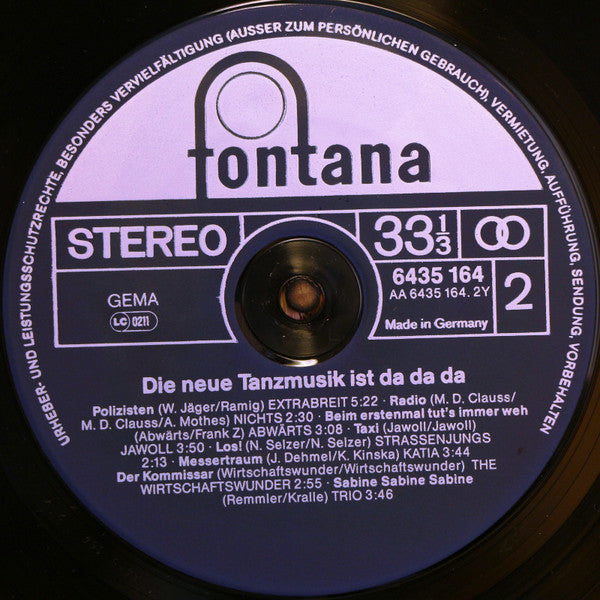 URHEBER- UND LEISTUNGSSCHUTZRECHTE, BESONDERS VERVIELFÄLTIGUNG (AUSSER ZUM PERSÖNLICHEN GEBRAUCH), VERMIETUNG, AUFFÜHRUNG, SENDUNG, VORBEHALTEN
fontana
STEREO
33 1/3
GEMA
LC 0211
6435 164
AA 6435 164. 2Y
2
Made in Germany
Die neue Tanzmusik ist da da da
Polizisten (W. Jäger/Ramig) EXTRABREIT 5:22 · Radio (M. D. Clauss/
M. D. Clauss/A. Mothes) NICHTS 2:30 · Beim erstenmal tut's immer weh
(Abwärts/Frank Z) ABWÄRTS 3:08 · Taxi (Jawoll/Jawoll)
JAWOLL 3:50 · Los! (N. Selzer/N. Selzer) STRASSENJUNGS
2:13 · Messertraum (J. Dehmel/K. Kinska) KATIA 3:44
Der Kommissar (Wirtschaftswunder/Wirtschaftswunder) THE
WIRTSCHAFTSWUNDER 2:55 · Sabine Sabine Sabine
(Remmler/Kralle) TRIO 3:46